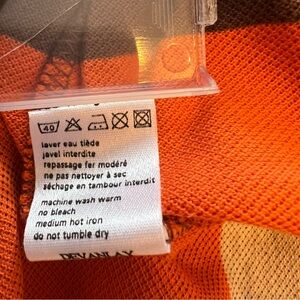 40
laver eau tiède
javel interdite
repassage fer modéré
ne pas nettoyer à sec
séchage en tambour interdit
machine wash warm
no bleach
medium hot iron
do not tumble dry
DEVANLAY